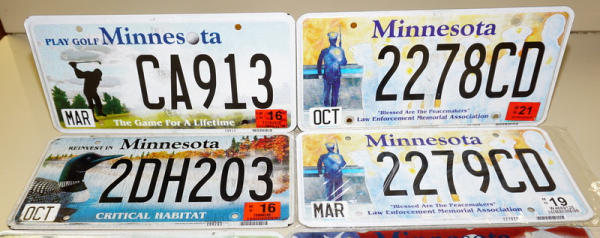 PLAY GOLF Minnesota
CA913
MAR
16
The Game For A Lifetime
Minnesota
2278CD
OCT
21
"Blessed Are The Peacemakers"
Law Enforcement Memorial Association
REINVEST IN Minnesota
2DH203
OCT
16
CRITICAL HABITAT
Minnesota
2279CD
MAR
19
"Blessed Are The Peacemakers"
Law Enforcement Memorial Association